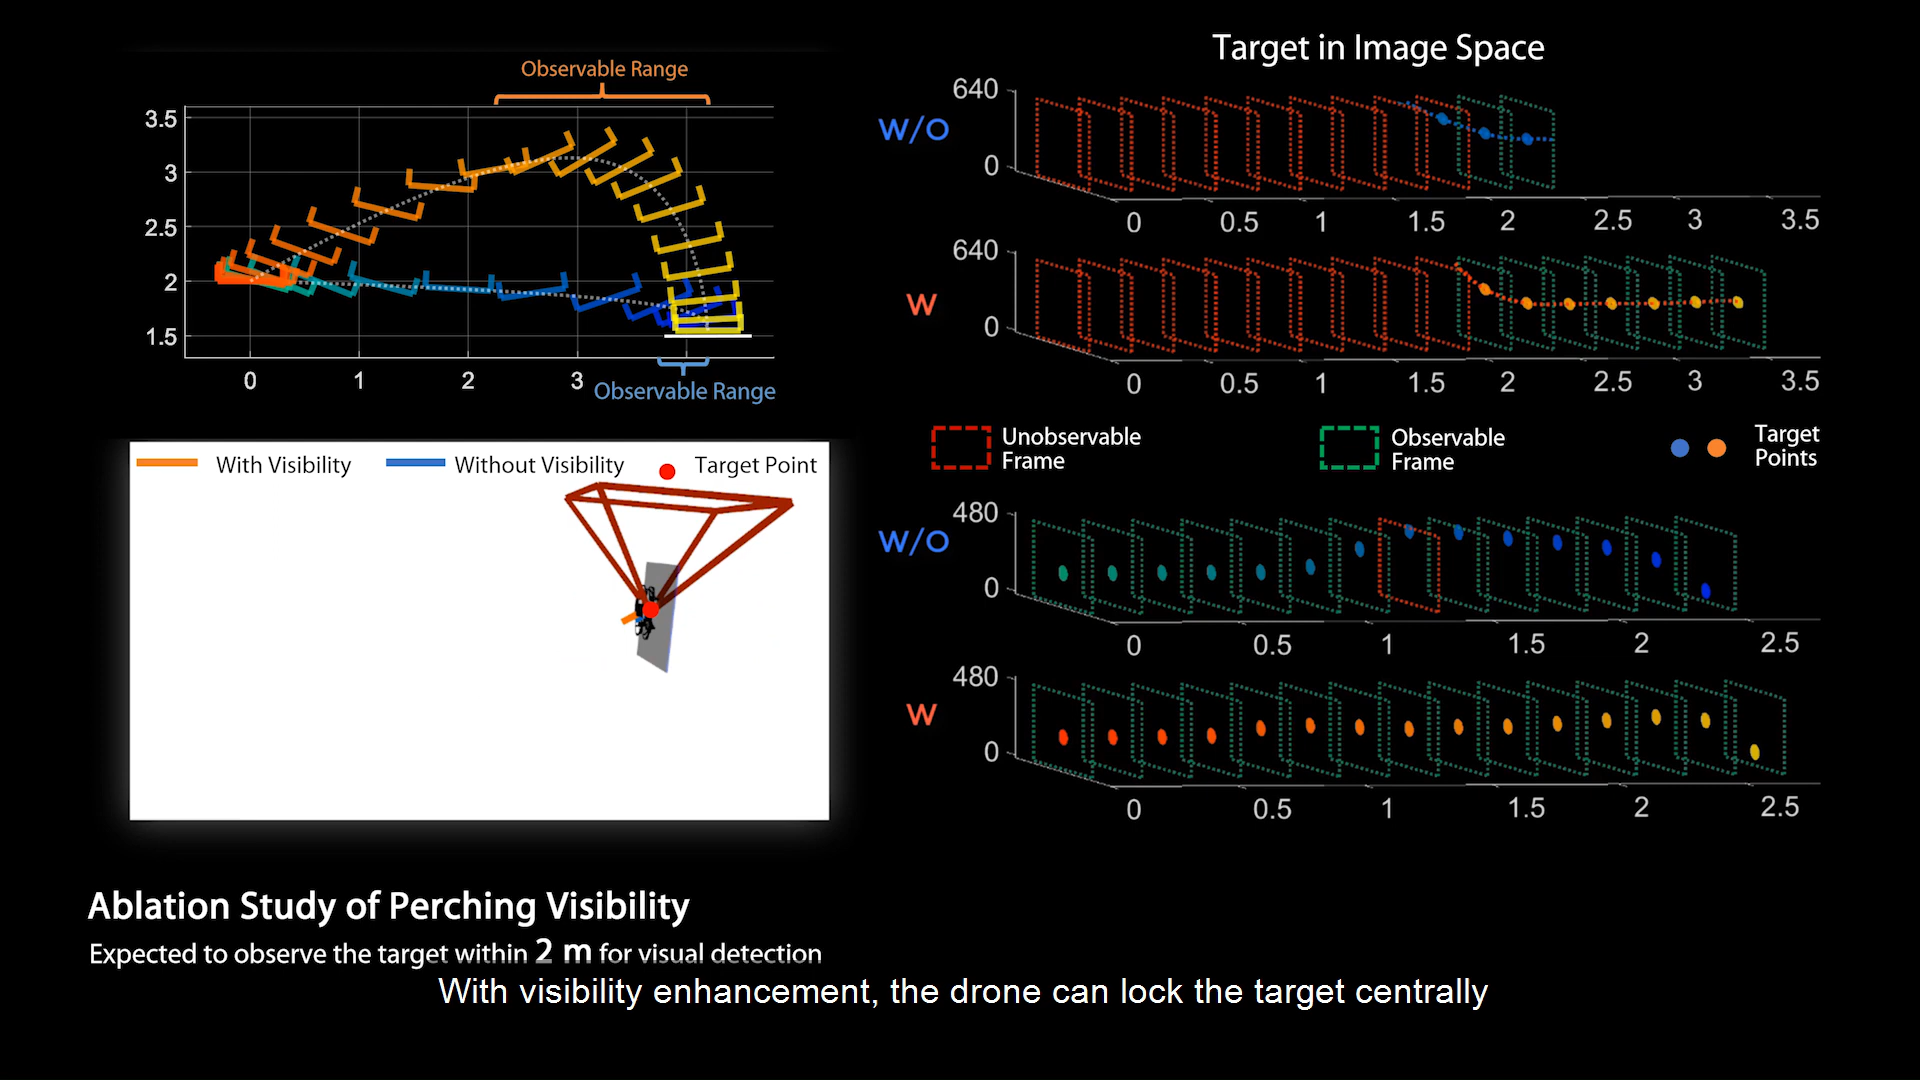 Observable Range
3.5
3
2.5
2
1.5
0 1 2 3
Observable Range
With Visibility Without Visibility Target Point
Ablation Study of Perching Visibility
Expected to observe the target within 2 m for visual detection
Target in Image Space
W/O
640
0
0 0.5 1 1.5 2 2.5 3 3.5
W
640
0
0 0.5 1 1.5 2 2.5 3 3.5
Unobservable
Frame
Observable
Frame
Target
Points
W/O
480
0
0 0.5 1 1.5 2 2.5
W
480
0
0 0.5 1 1.5 2 2.5
With visibility enhancement, the drone can lock the target centrally